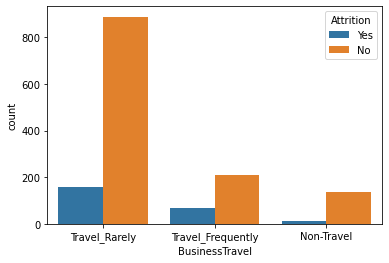 Attrition
Yes
No
count
800
600
400
200
0
Travel_Rarely
Travel_Frequently
Non-Travel
BusinessTravel